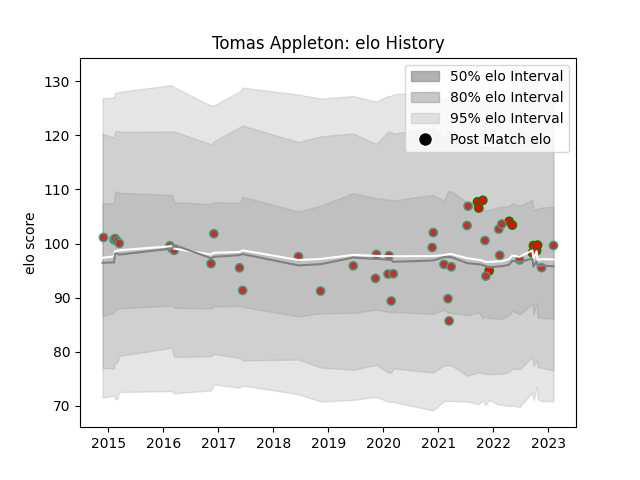 Tomas Appleton: elo History
50% elo Interval
80% elo Interval
95% elo Interval
Post Match elo
elo score
130
120
110
100
90
80
70
2015 2016 2017 2018 2019 2020 2021 2022 2023